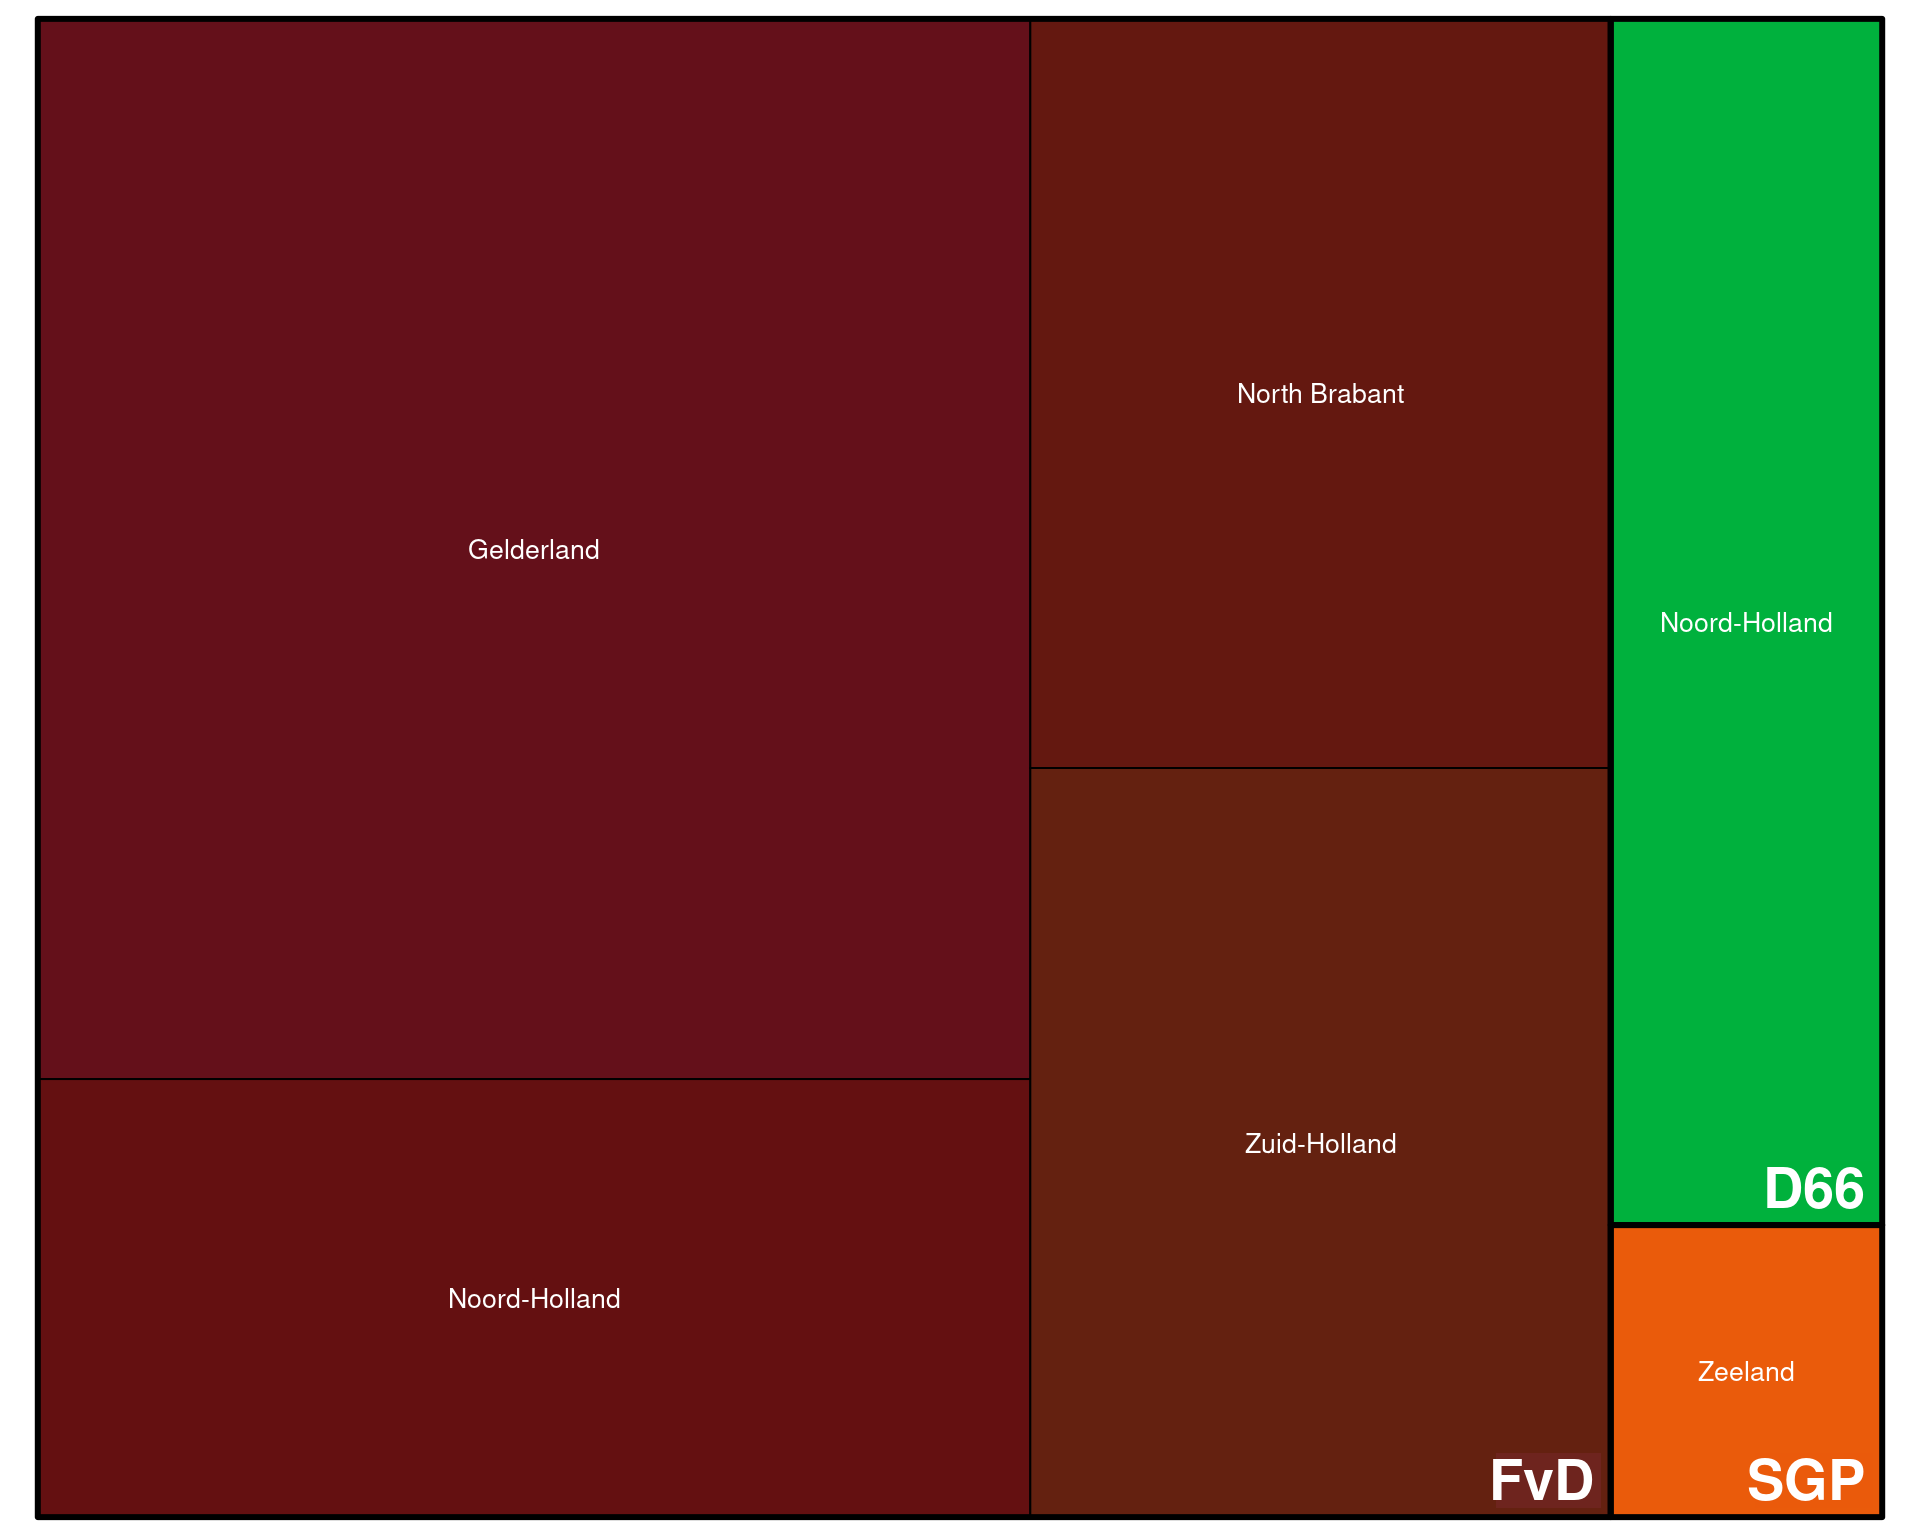 Gelderland
North Brabant
Noord-Holland
Zuid-Holland
Noord-Holland
FvD
D66
Zeeland
SGP